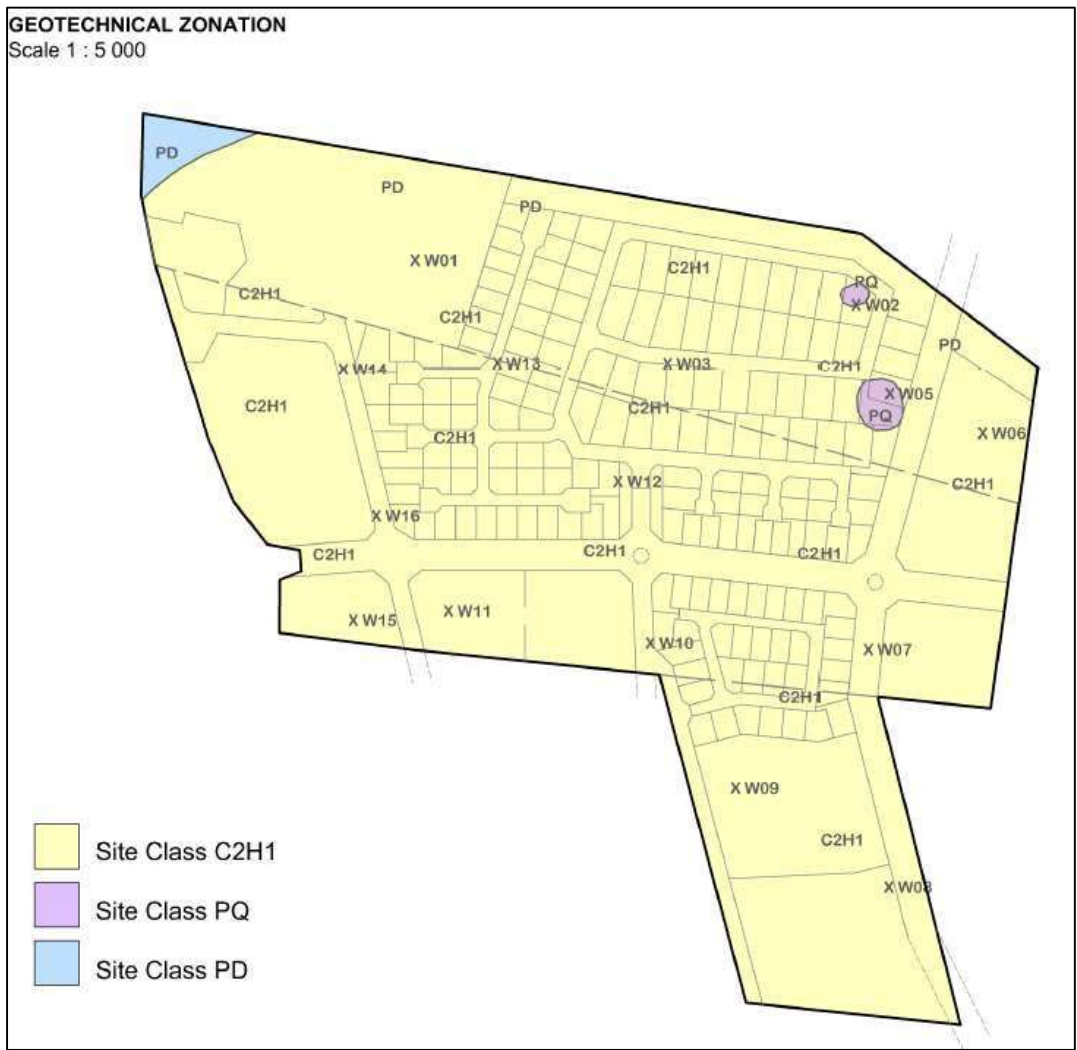 GEOTECHNICAL ZONATION
Scale 1 : 5 000
PD
PD
PD
C2H1
X W01
PQ
C2H1
X W02
C2H1
PD
X W14
X W13
X W03
C2H1
X W05
C2H1
C2H1
PQ
C2H1
X W06
X W12
C2H1
X W16
C2H1
C2H1
C2H1
X W15
X W11
X W10
X W07
C2H1
X W09
C2H1
X W08
Site Class C2H1
Site Class PQ
Site Class PD